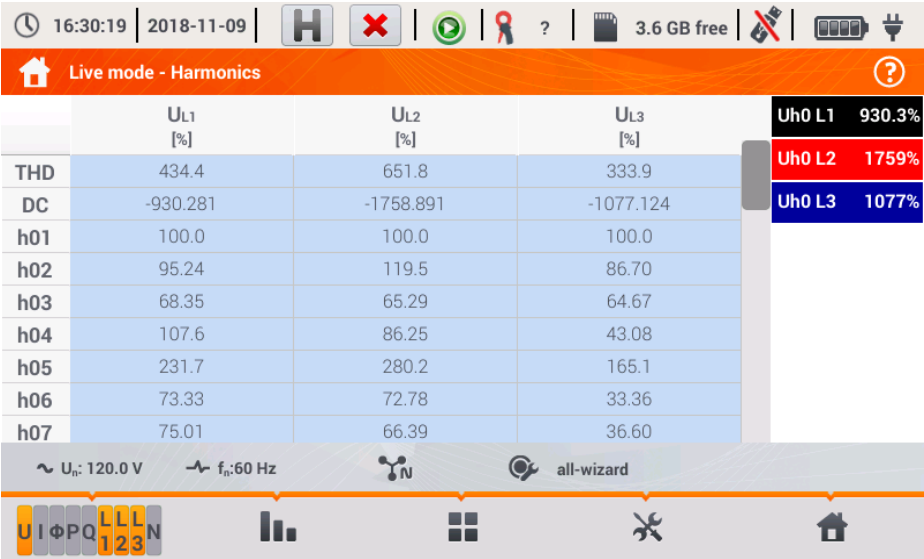 16:30:19 2018-11-09 H ? 3.6 GB free
Live mode - Harmonics ?
UL1 UL2 UL3
[%] [%] [%]
THD 434.4 651.8 333.9
DC -930.281 -1758.891 -1077.124
h01 100.0 100.0 100.0
h02 95.24 119.5 86.70
h03 68.35 65.29 64.67
h04 107.6 86.25 43.08
h05 231.7 280.2 165.1
h06 73.33 72.78 33.36
h07 75.01 66.39 36.60
Uh0 L1 930.3%
Uh0 L2 1759%
Uh0 L3 1077%
Un: 120.0 V fn:60 Hz N all-wizard
U I Φ P Q L1 L2 L3 N